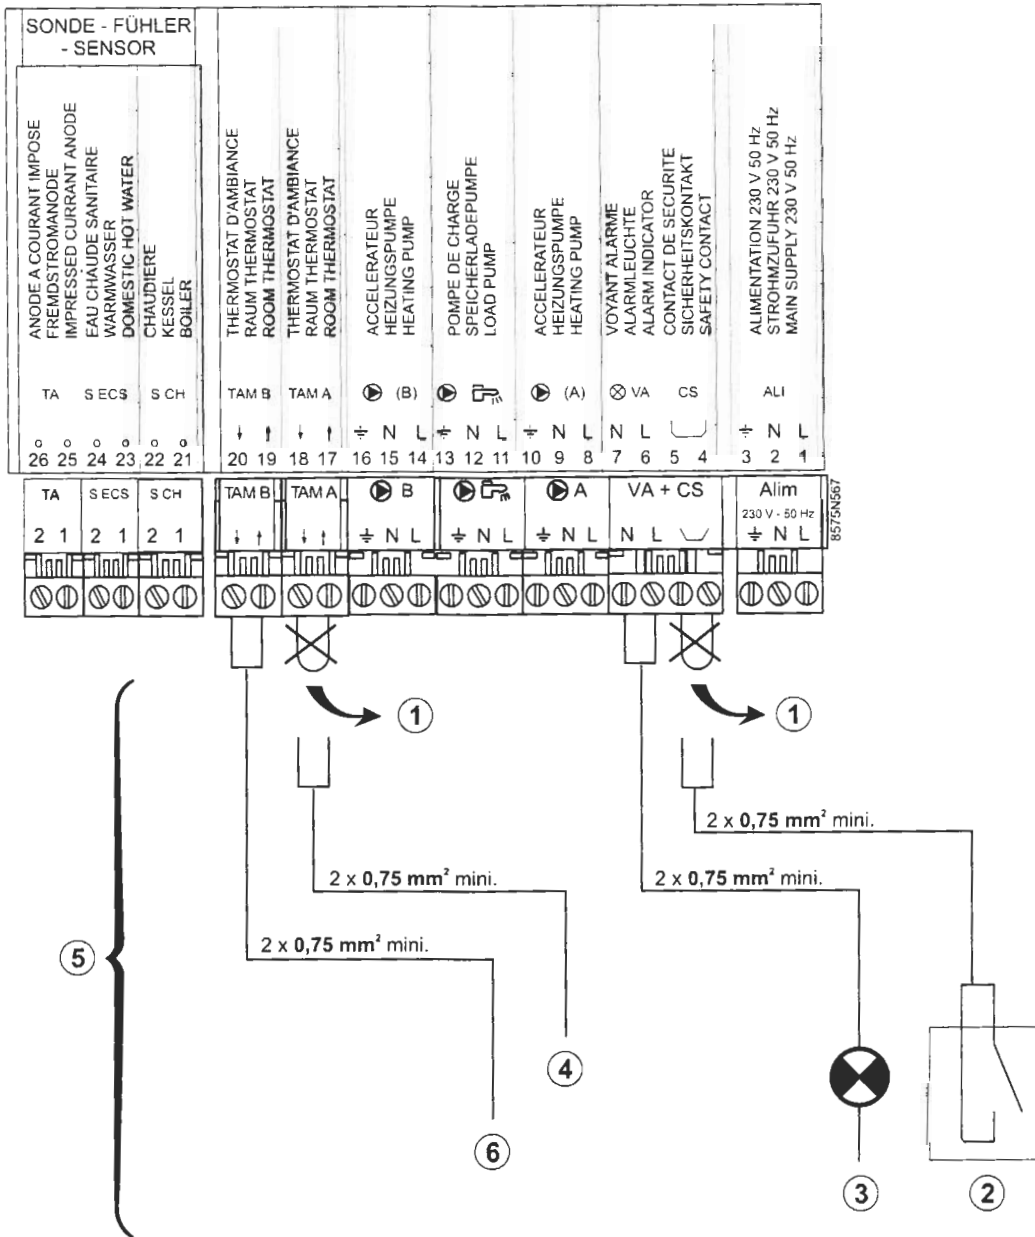 SONDE - FÜHLER
- SENSOR
ANODE A COURANT IMPOSE
FREMDSTROMANODE
IMPRESSED CURRANT ANODE
EAU CHAUDE SANITAIRE
WARMWASSER
DOMESTIC HOT WATER
CHAUDIERE
KESSEL
BOILER
THERMOSTAT D'AMBIANCE
RAUM THERMOSTAT
ROOM THERMOSTAT
THERMOSTAT D'AMBIANCE
RAUM THERMOSTAT
ROOM THERMOSTAT
ACCELERATEUR
HEIZUNGSPUMPE
HEATING PUMP
POMPE DE CHARGE
SPEICHERLADEPUMPE
LOAD PUMP
ACCELERATEUR
HEIZUNGSPUMPE
HEATING PUMP
VOYANT ALARME
ALARMLEUCHTE
ALARM INDICATOR
CONTACT DE SECURITE
SICHERHEITSKONTAKT
SAFETY CONTACT
ALIMENTATION 230 V 50 Hz
STROHMZUFUHR 230 V 50 Hz
MAIN SUPPLY 230 V 50 Hz
TA S ECS S CH TAM B TAM A (B) (A) VA CS ALI
N L N L N L N L N L
26 25 24 23 22 21 20 19 18 17 16 15 14 13 12 11 10 9 8 7 6 5 4 3 2 1
TA S ECS S CH TAM B TAM A B A VA + CS Alim
230 V - 50 Hz
2 1 2 1 2 1 N L N L N L N L N L
8575N567
1 1
2 x 0,75 mm² mini.
2 x 0,75 mm² mini. 2 x 0,75 mm² mini.
2 x 0,75 mm² mini.
5
4
6
3 2